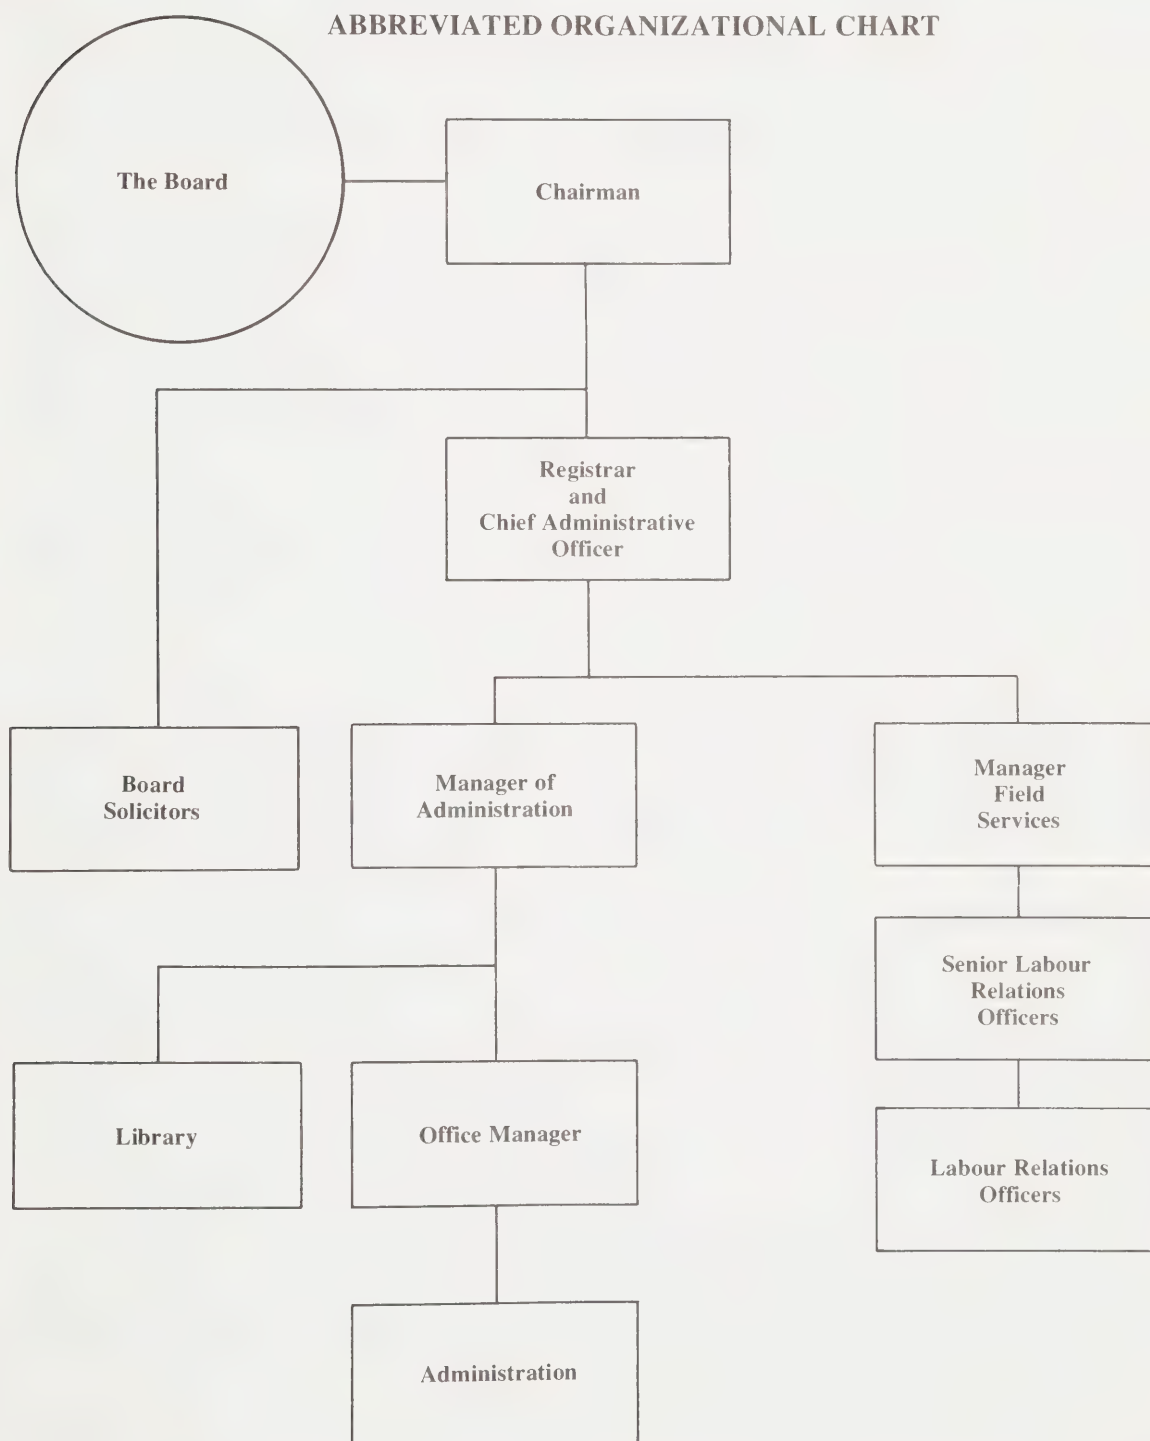 ABBREVIATED ORGANIZATIONAL CHART
The Board
Chairman
Registrar
and
Chief Administrative
Officer
Board
Solicitors
Manager of
Administration
Manager
Field
Services
Senior Labour
Relations
Officers
Library
Office Manager
Labour Relations
Officers
Administration